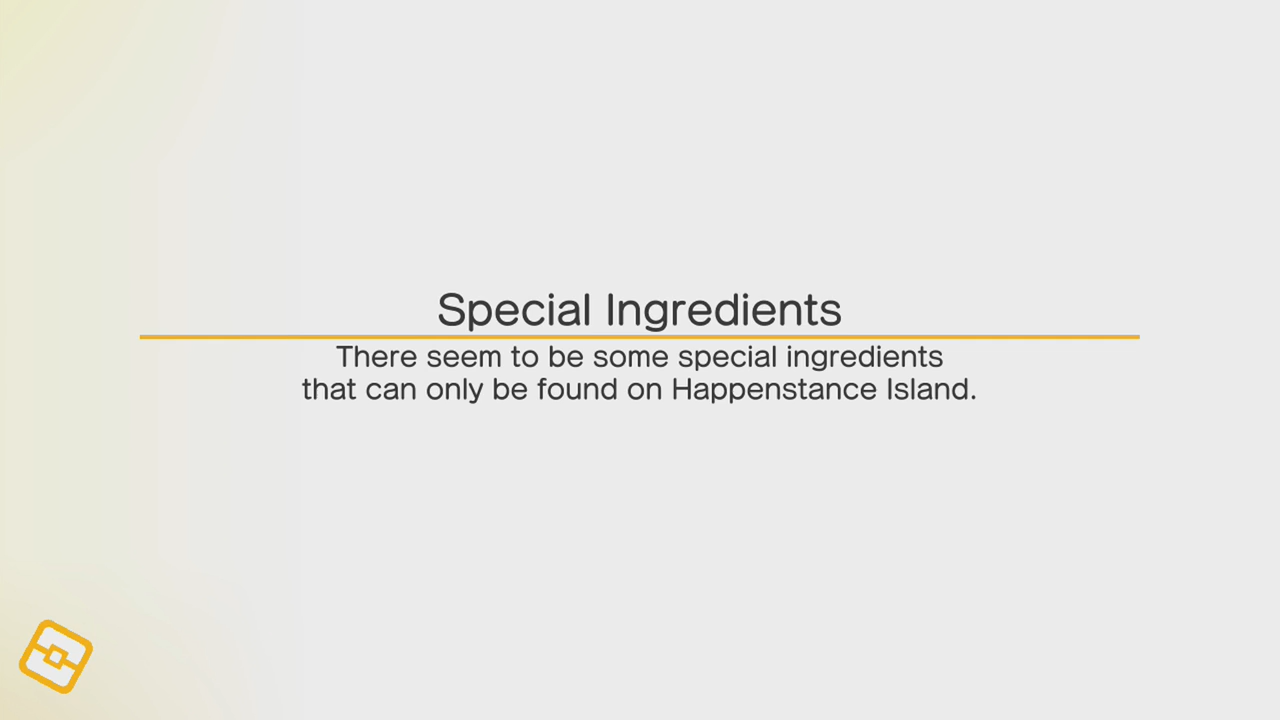 Special Ingredients
There seem to be some special ingredients
that can only be found on Happenstance Island.